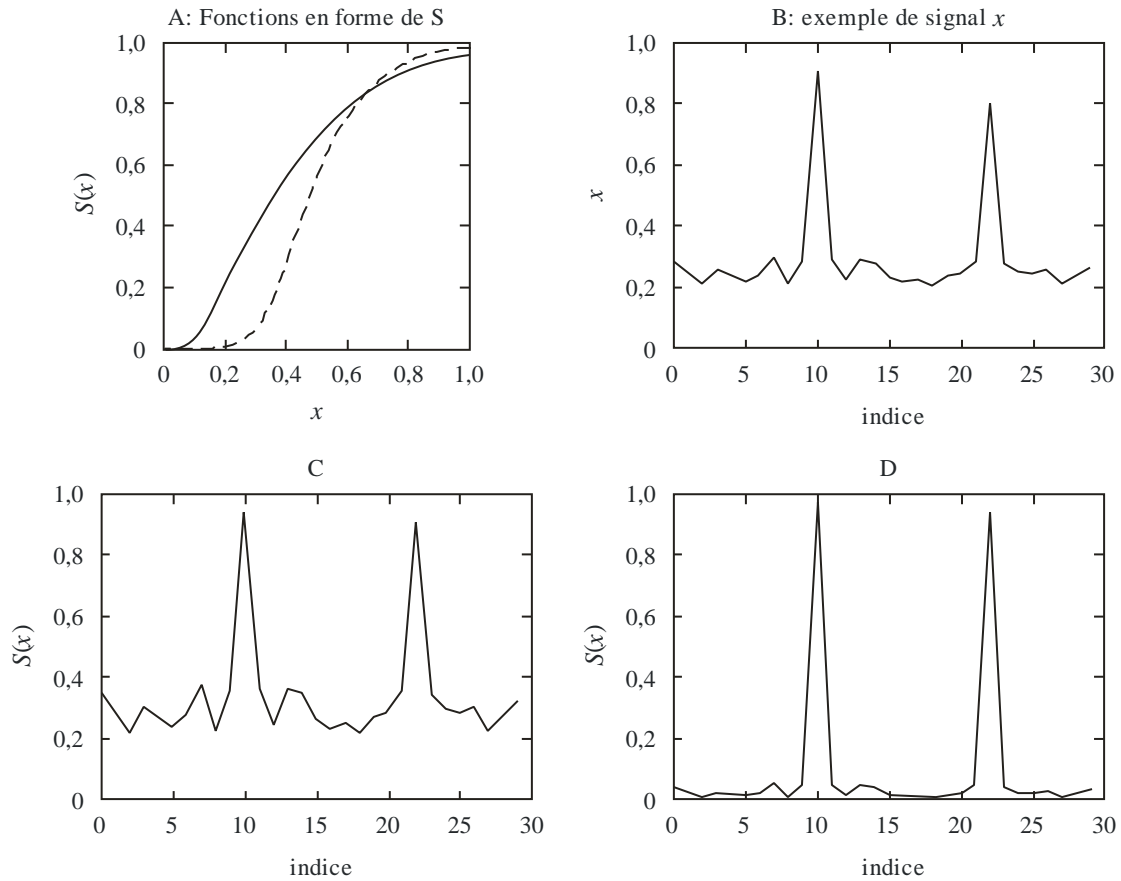 A: Fonctions en forme de S
1,0
0,8
0,6
0,4
0,2
0
S(x)
0 0,2 0,4 0,6 0,8 1,0
x
B: exemple de signal x
1,0
0,8
0,6
0,4
0,2
0
x
0 5 10 15 20 25 30
indice
C
1,0
0,8
0,6
0,4
0,2
0
S(x)
0 5 10 15 20 25 30
indice
D
1,0
0,8
0,6
0,4
0,2
0
S(x)
0 5 10 15 20 25 30
indice